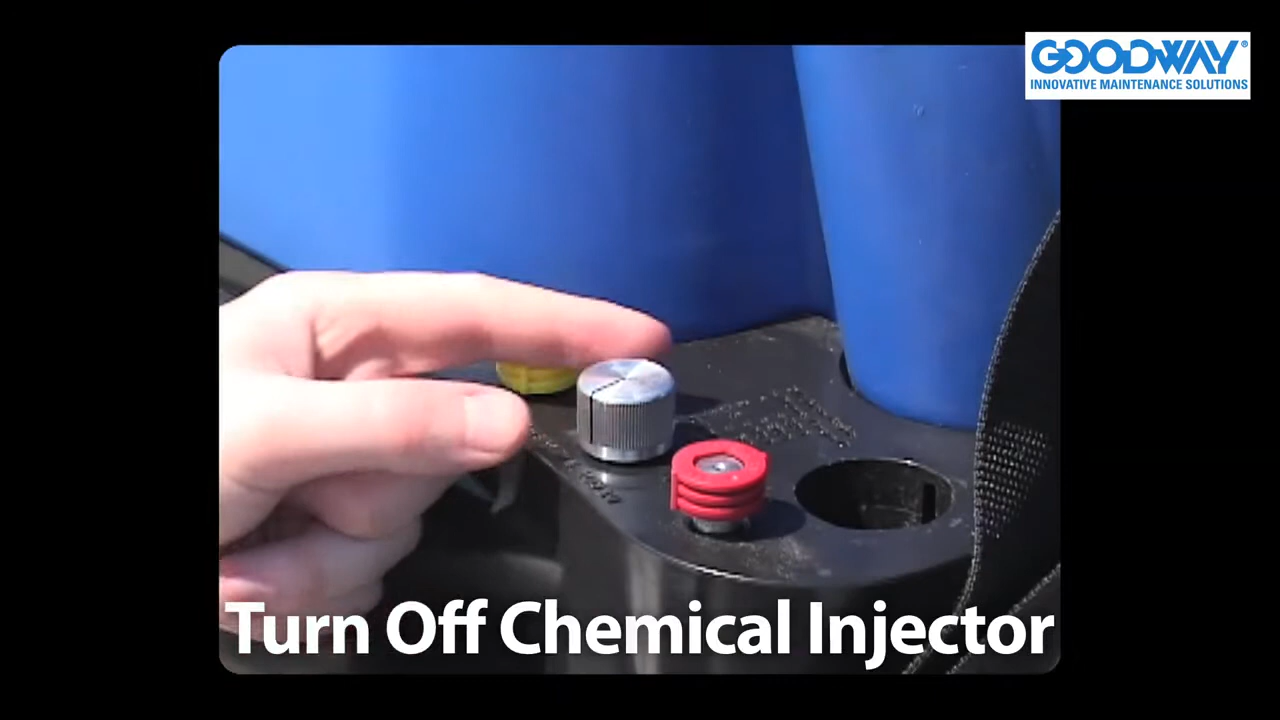 GOODWAY®
INNOVATIVE MAINTENANCE SOLUTIONS
Turn Off Chemical Injector